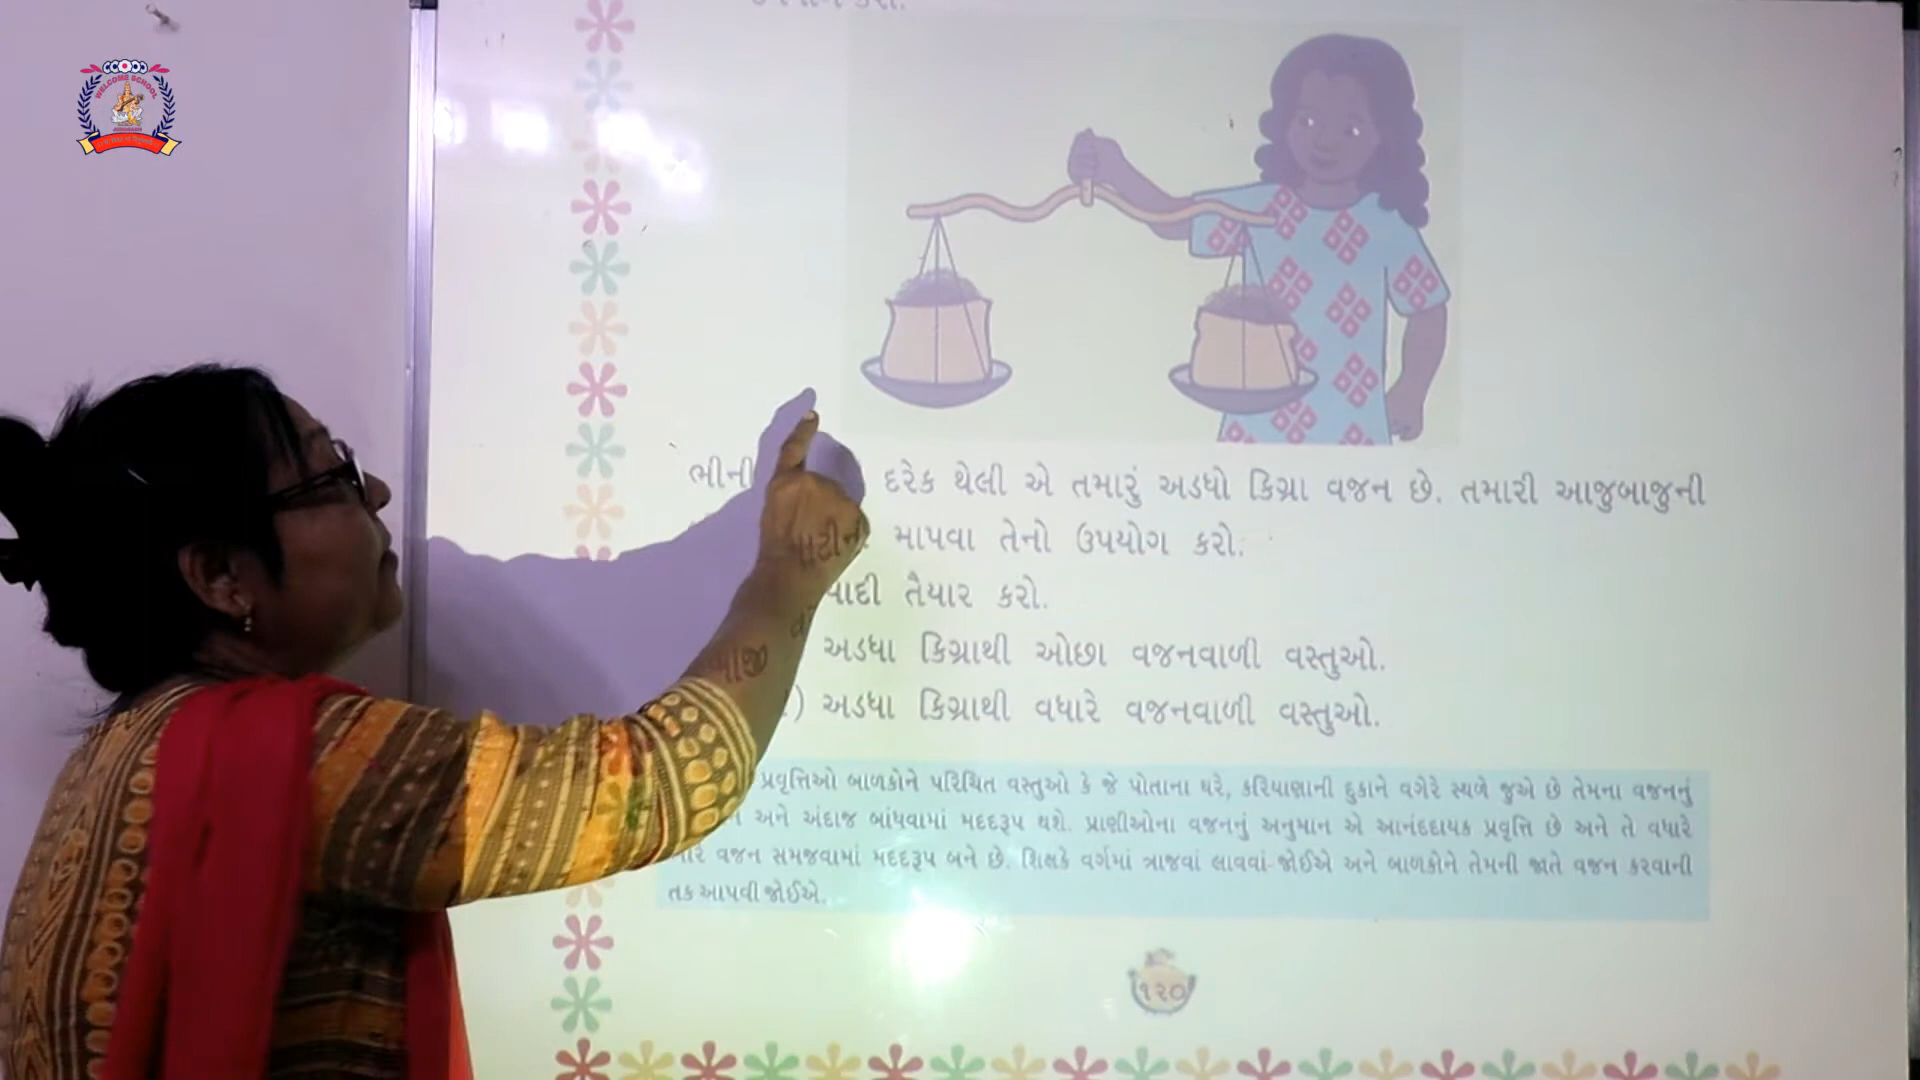 WELCOME SCHOOL
ભીની દરેક થેલી એ તમારું અડધો કિગ્રા વજન છે. તમારી આજુબાજુની
માપવા તેનો ઉપયોગ કરો.
યાદી તૈયાર કરો.
અડધા કિગ્રાથી ઓછા વજનવાળી વસ્તુઓ.
) અડધા કિગ્રાથી વધારે વજનવાળી વસ્તુઓ.
પ્રવૃત્તિઓ બાળકોને પરિચિત વસ્તુઓ કે જે પોતાના ઘરે, કરિયાણાની દુકાને વગેરે સ્થળે જુએ છે તેમના વજનનું
અને અંદાજ બાંધવામાં મદદરૂપ થશે. પ્રાણીઓના વજનનું અનુમાન એ આનંદદાયક પ્રવૃત્તિ છે અને તે વધારે
વજન સમજવામાં મદદરૂપ બને છે. શિક્ષકે વર્ગમાં ત્રાજવાં લાવવાં જોઈએ અને બાળકોને તેમની જાતે વજન કરવાની
તક આપવી જોઈએ.
૧૨૦